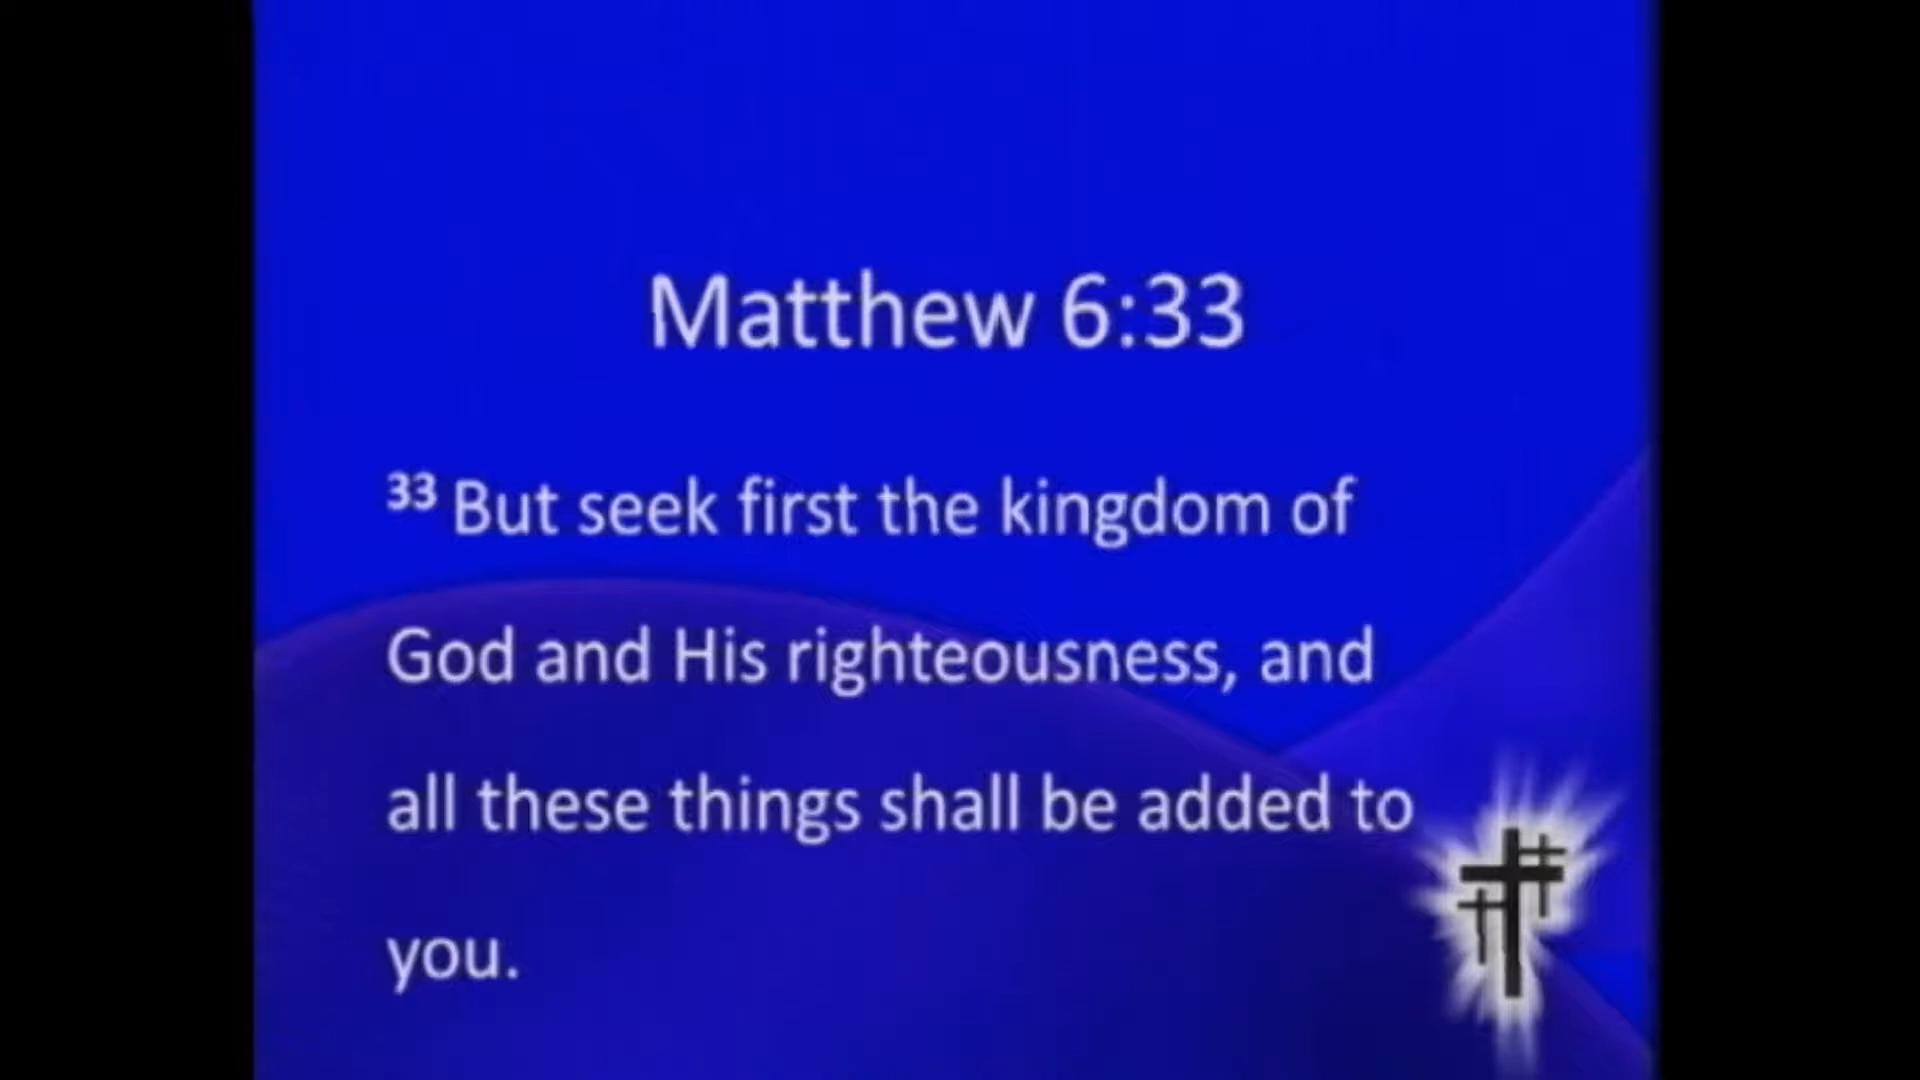 Matthew 6:33
33 But seek first the kingdom of
God and His righteousness, and
all these things shall be added to
you.